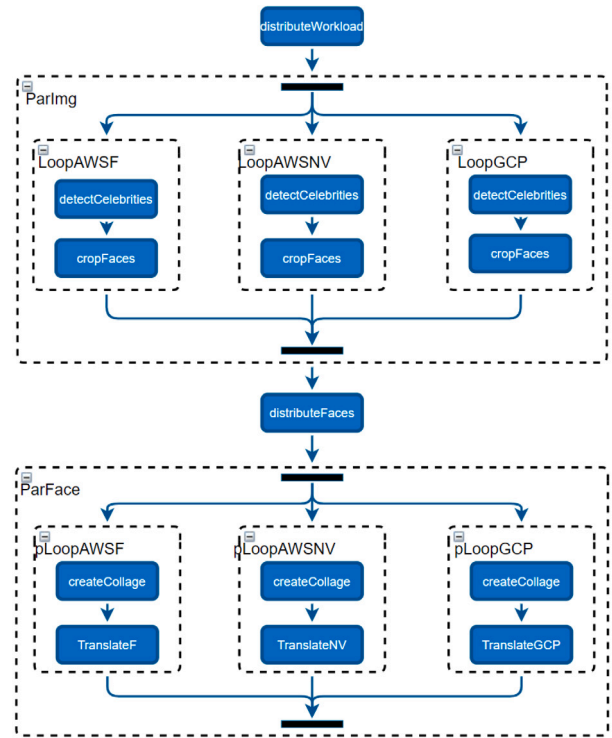 distributeWorkload
ParImg
LoopAWSF
LoopAWSNV
LoopGCP
detectCelebrities
detectCelebrities
detectCelebrities
cropFaces
cropFaces
cropFaces
distributeFaces
ParFace
pLoopAWSF
pLoopAWSNV
pLoopGCP
createCollage
createCollage
createCollage
TranslateF
TranslateNV
TranslateGCP